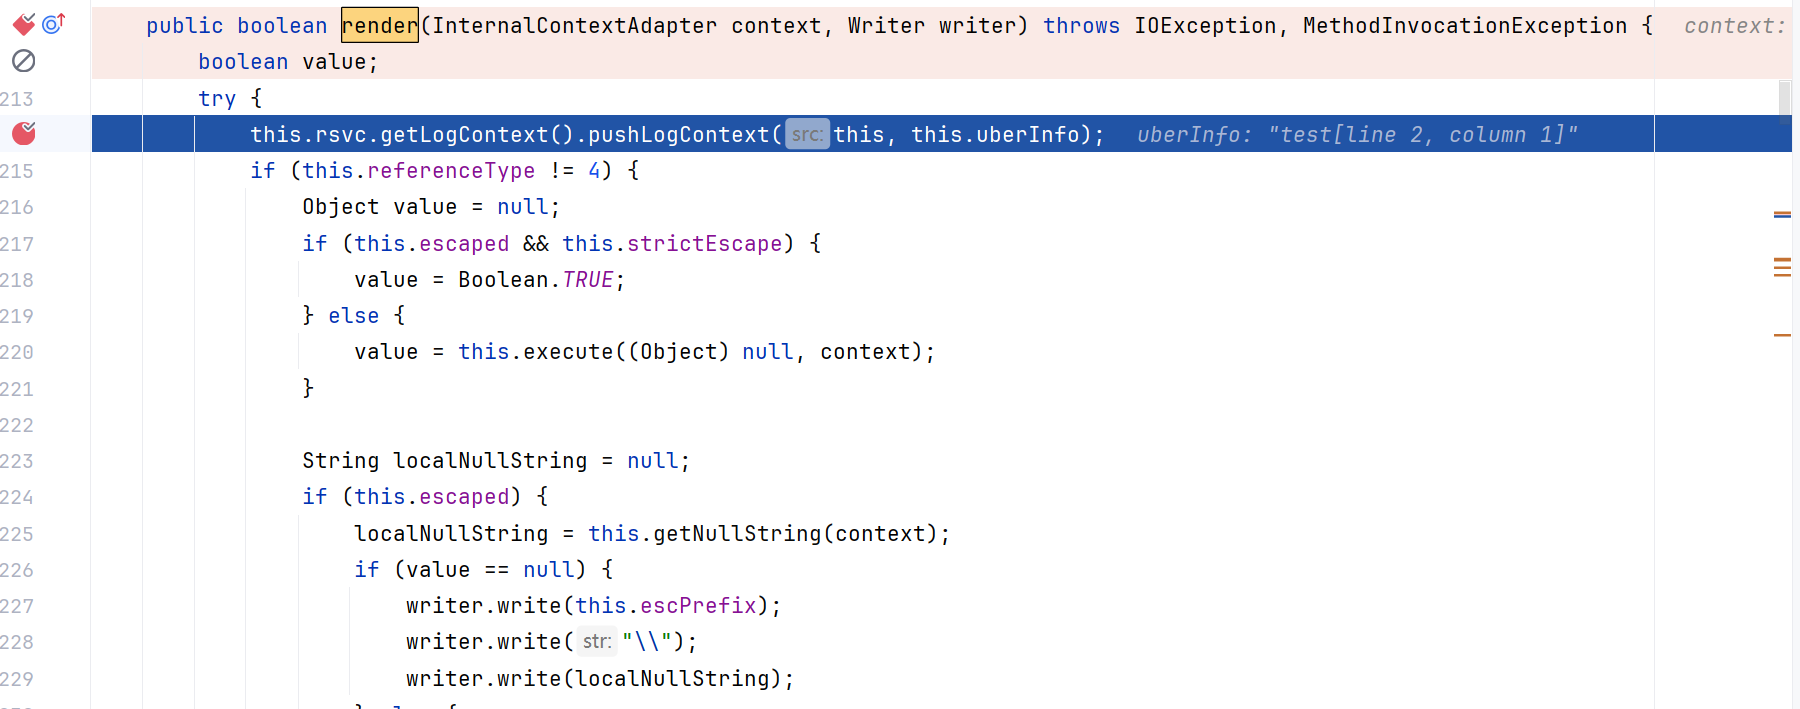 public boolean render(InternalContextAdapter context, Writer writer) throws IOException, MethodInvocationException {   context:
boolean value;
213 try {
this.rsvc.getLogContext().pushLogContext( src: this, this.uberInfo);   uberInfo: "test[line 2, column 1]"
215 if (this.referenceType != 4) {
216 Object value = null;
217 if (this.escaped && this.strictEscape) {
218 value = Boolean.TRUE;
219 } else {
220 value = this.execute((Object) null, context);
221 }
222
223 String localNullString = null;
224 if (this.escaped) {
225 localNullString = this.getNullString(context);
226 if (value == null) {
227 writer.write(this.escPrefix);
228 writer.write( str: "\\");
229 writer.write(localNullString);